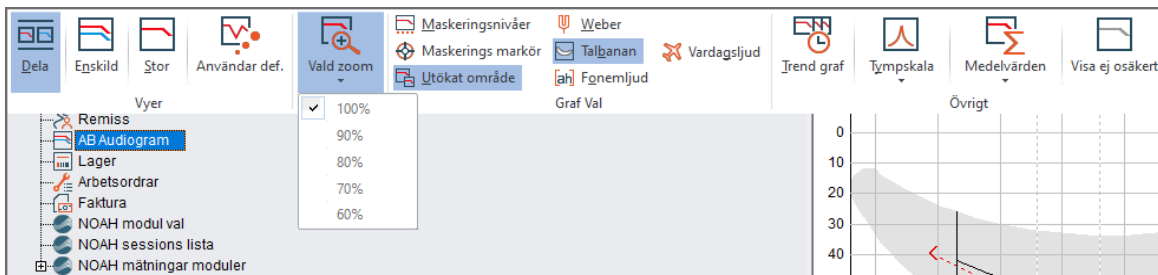 Dela
Enskild
Stor
Användar def.
Vyer
Vald zoom
Maskeringsnivåer
Maskerings markör
Utökat område
Weber
Talbanan
Fonemljud
Vardagsljud
Graf Val
Trend graf
Tympskala
Medelvärden
Visa ej osäkert
Övrigt
100%
90%
80%
70%
60%
Remiss
AB Audiogram
Lager
Arbetsordrar
Faktura
NOAH modul val
NOAH sessions lista
NOAH mätningar moduler
0
10
20
30
40